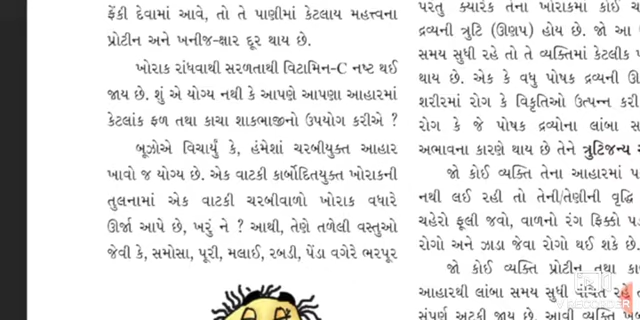 ફેંકી દેવામાં આવે, તો તે પાણીમાં કેટલાય મહત્ત્વના
પ્રોટીન અને ખનીજ-ક્ષાર દૂર થાય છે.
ખોરાક રાંધવાથી સરળતાથી વિટામિન-C નષ્ટ થઈ
જાય છે. શું એ યોગ્ય નથી કે આપણે આપણા આહારમાં
કેટલાંક ફળ તથા કાચા શાકભાજીનો ઉપયોગ કરીએ ?
બૂઝોએ વિચાર્યું કે, હંમેશાં ચરબીયુક્ત આહાર
ખાવો જ યોગ્ય છે. એક વાટકી કાર્બોદિતયુક્ત ખોરાકની
તુલનામાં એક વાટકી ચરબીવાળો ખોરાક વધારે
ઊર્જા આપે છે, ખરું ને ? આથી, તેણે તળેલી વસ્તુઓ
જેવી કે, સમોસા, પૂરી, મલાઈ, રબડી, પેંડા વગેરે ભરપૂર
પરંતુ ક્યારેક તેના ખોરાકમાં કોઈ
દ્રવ્યની ત્રુટિ (ઊણપ) હોય છે. જો આ
સમય સુધી રહે તો તે વ્યક્તિમાં કેટલીક
થાય છે. એક કે વધુ પોષક દ્રવ્યની
શરીરમાં રોગ કે વિકૃતિઓ ઉત્પન્ન કરી
રોગ કે જે પોષક દ્રવ્યોના લાંબા
અભાવના કારણે થાય છે તેને ત્રુટિજન્ય
જો કોઈ વ્યક્તિ તેના આહારમાં
નથી લઈ રહી તો તેની/તેણીની વૃદ્ધિ
ચહેરો ફૂલી જવો, વાળનો રંગ ફિક્કો
રોગો અને ઝાડા જેવા રોગો થઈ શકે છે.
જો કોઈ વ્યક્તિ પ્રોટીન તથા
આહારથી લાંબા સમય સુધી વંચિત રહે
સંપૂર્ણ અટકી જાય છે. આવી વ્યક્તિ